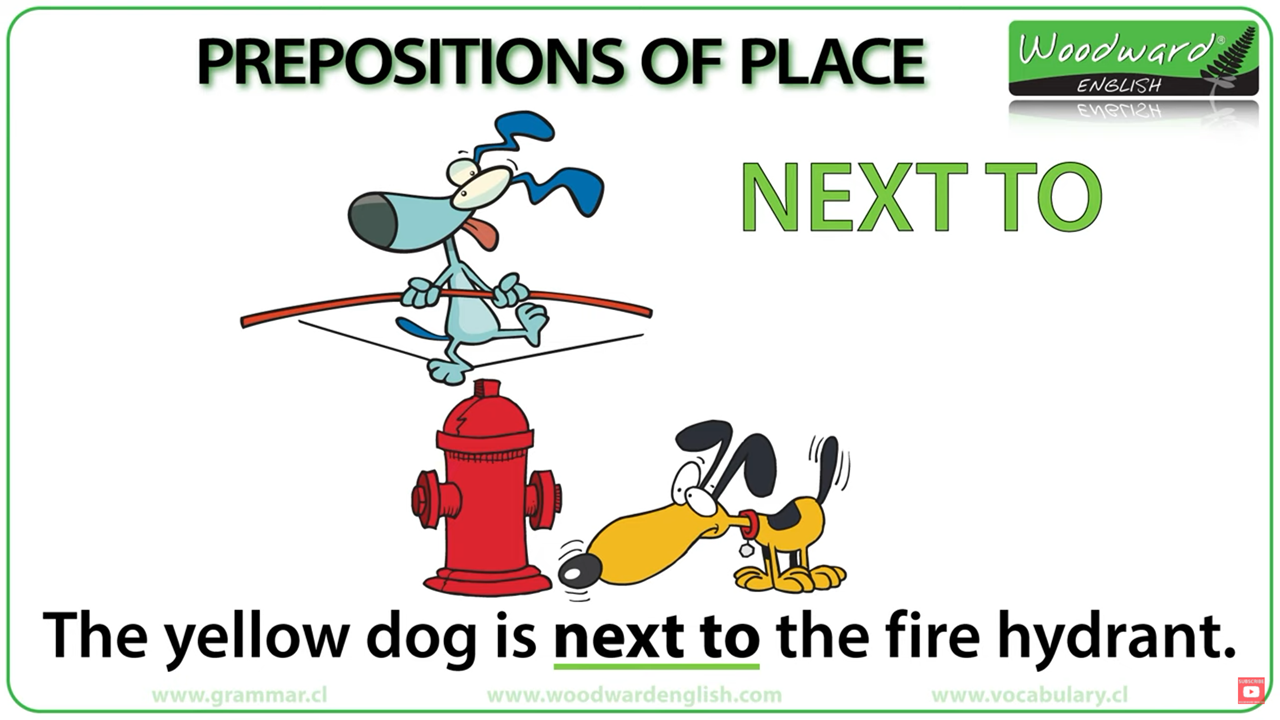 PREPOSITIONS OF PLACE
Woodward®
ENGLISH
NEXT TO
The yellow dog is next to the fire hydrant.
www.grammar.cl www.woodwardenglish.com www.vocabulary.cl
SUBSCRIBE